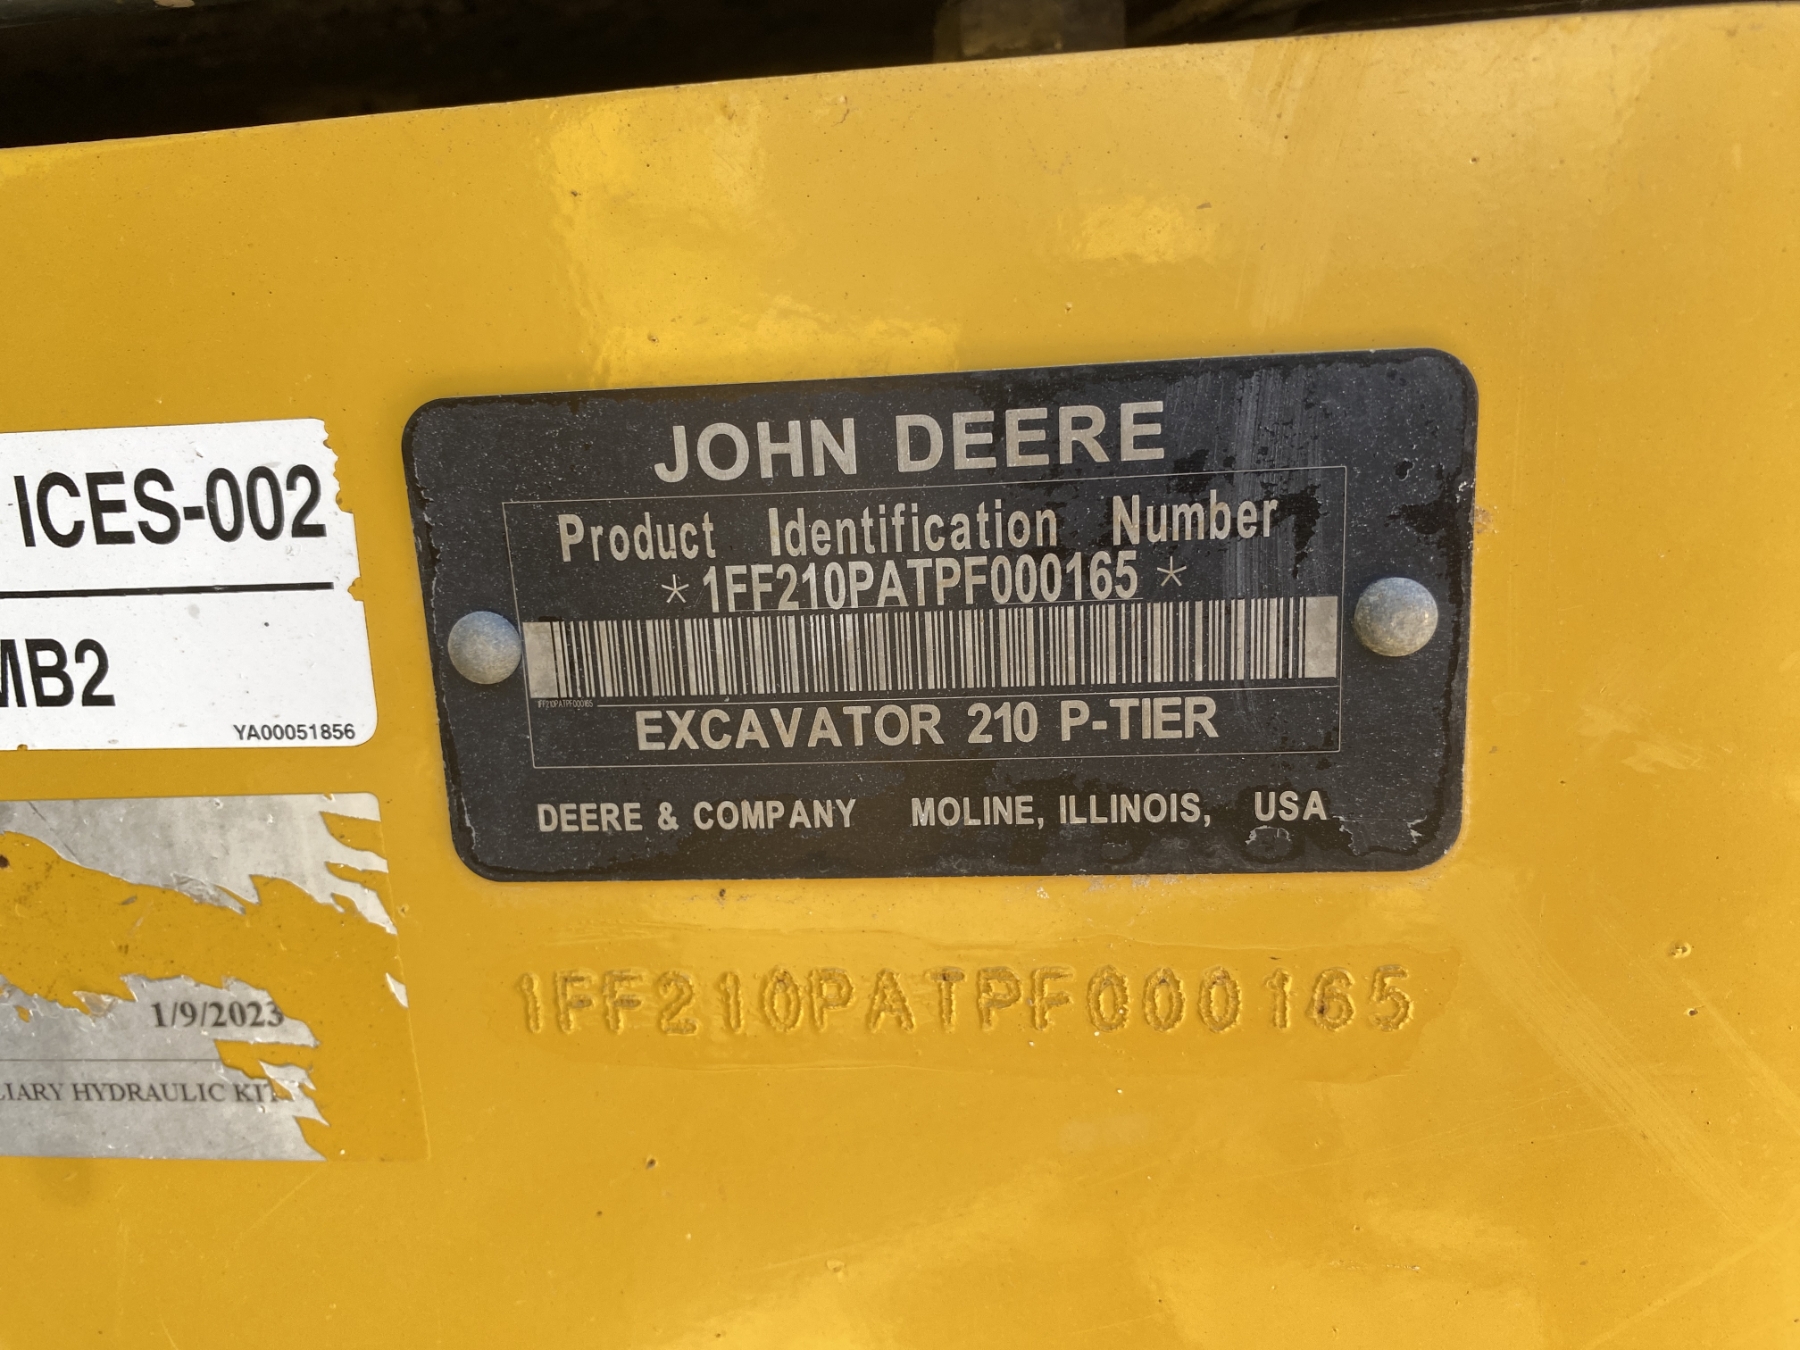 ICES-002
MB2
YA00051856
1/9/2023
LIARY HYDRAULIC KIT
JOHN DEERE
Product Identification Number
* 1FF210PATPF000165 *
1FF210PATPF000165
EXCAVATOR 210 P-TIER
DEERE & COMPANY MOLINE, ILLINOIS, USA
1FF210PATPF000165